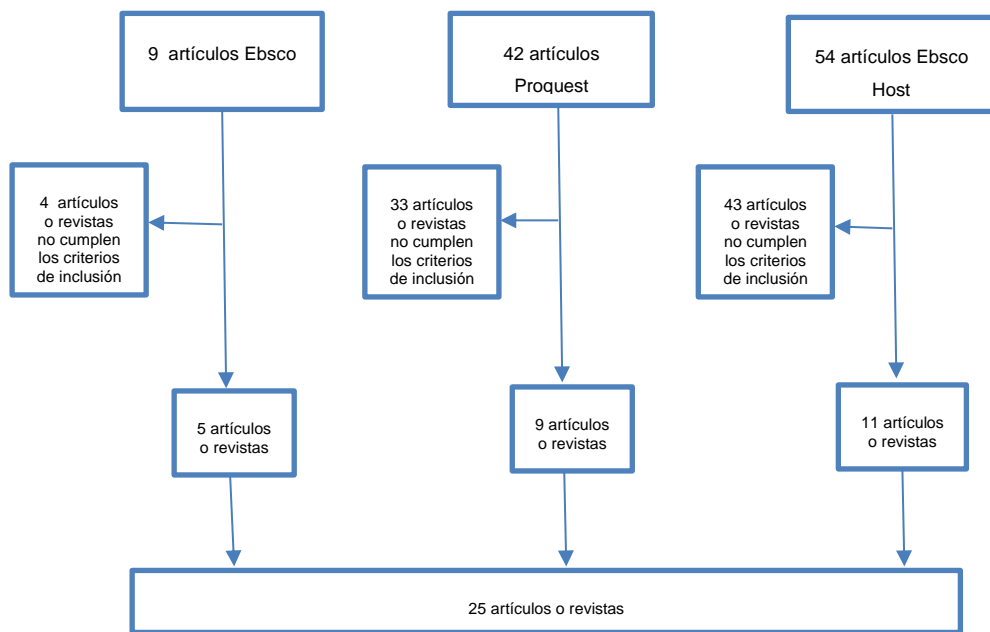 9 artículos Ebsco
42 artículos
Proquest
54 artículos Ebsco
Host
4 artículos
o revistas
no cumplen
los criterios
de inclusión
33 artículos
o revistas
no cumplen
los criterios
de inclusión
43 artículos
o revistas
no cumplen
los criterios
de inclusión
5 artículos
o revistas
9 artículos
o revistas
11 artículos
o revistas
25 artículos o revistas